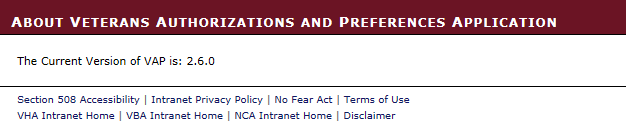 About Veterans Authorizations and Preferences Application
The Current Version of VAP is: 2.6.0
Section 508 Accessibility | Intranet Privacy Policy | No Fear Act | Terms of Use
VHA Intranet Home | VBA Intranet Home | NCA Intranet Home | Disclaimer